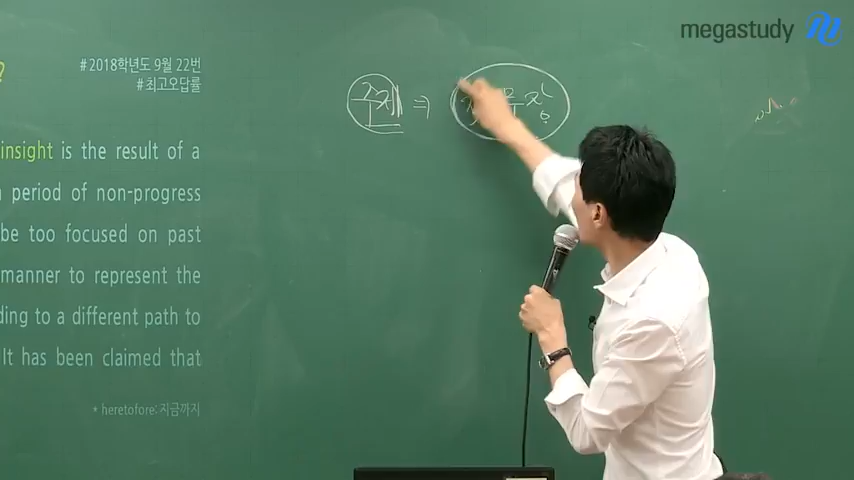 megastudy
?
#2018학년도 9월 22번
#최고오답률
insight is the result of a
period of non-progress
be too focused on past
manner to represent the
ding to a different path to
It has been claimed that
* heretofore: 지금까지
주제 ⇒